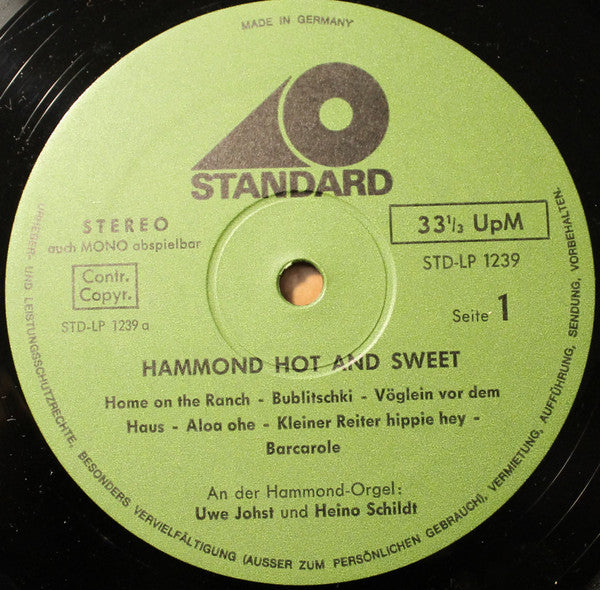 MADE IN GERMANY
STANDARD
STEREO
auch MONO abspielbar
Contr.
Copyr.
STD-LP 1239 a
33 1/3 UpM
STD-LP 1239
Seite 1
HAMMOND HOT AND SWEET
Home on the Ranch - Bublitschki - Vöglein vor dem
Haus - Aloa ohe - Kleiner Reiter hippie hey -
Barcarole
An der Hammond-Orgel:
Uwe Johst und Heino Schildt
URHEBER- UND LEISTUNGSSCHUTZRECHTE, BESONDERS VERVIELFÄLTIGUNG (AUSSER ZUM PERSÖNLICHEN GEBRAUCH), VERMIETUNG, AUFFÜHRUNG, SENDUNG, VORBEHALTEN.